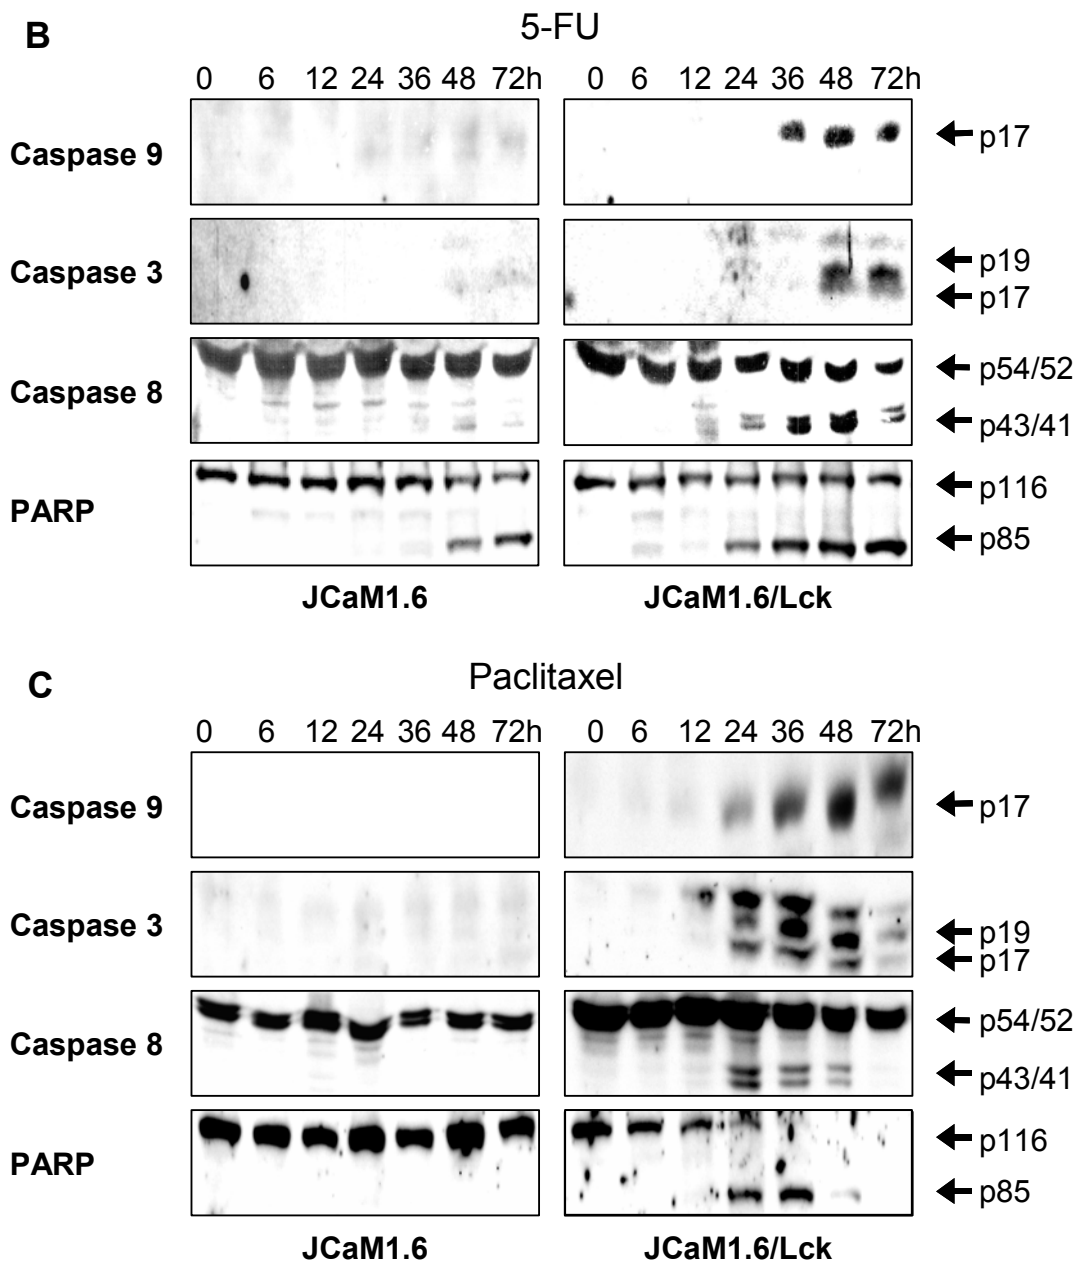 B
5-FU
0 6 12 24 36 48 72h 0 6 12 24 36 48 72h
Caspase 9
p17
Caspase 3
p19
p17
Caspase 8
p54/52
p43/41
PARP
p116
p85
JCaM1.6 JCaM1.6/Lck
C
Paclitaxel
0 6 12 24 36 48 72h 0 6 12 24 36 48 72h
Caspase 9
p17
Caspase 3
p19
p17
Caspase 8
p54/52
p43/41
PARP
p116
p85
JCaM1.6 JCaM1.6/Lck